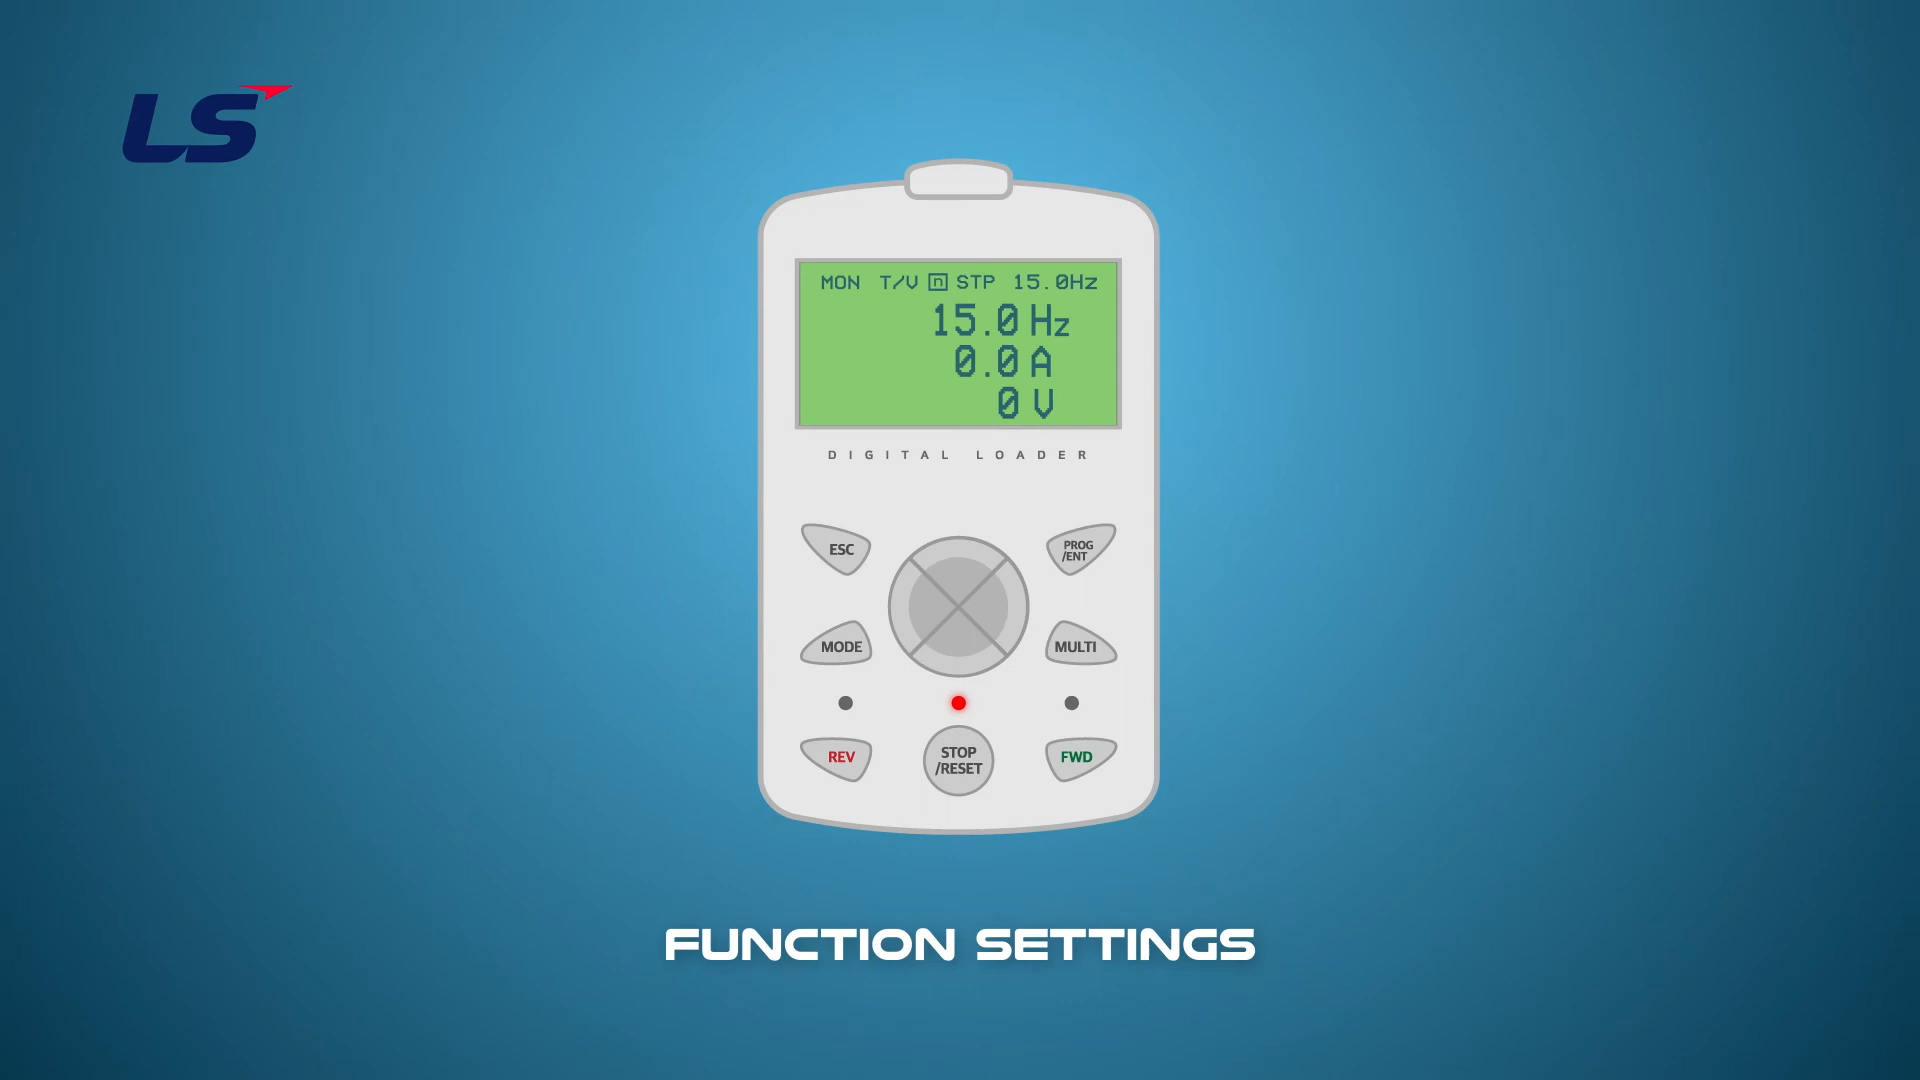 LS
MON T/V n STP 15.0Hz
15.0 Hz
0.0 A
0 V
DIGITAL LOADER
ESC
PROG
/ENT
MODE
MULTI
REV
STOP
/RESET
FWD
FUNCTION SETTINGS